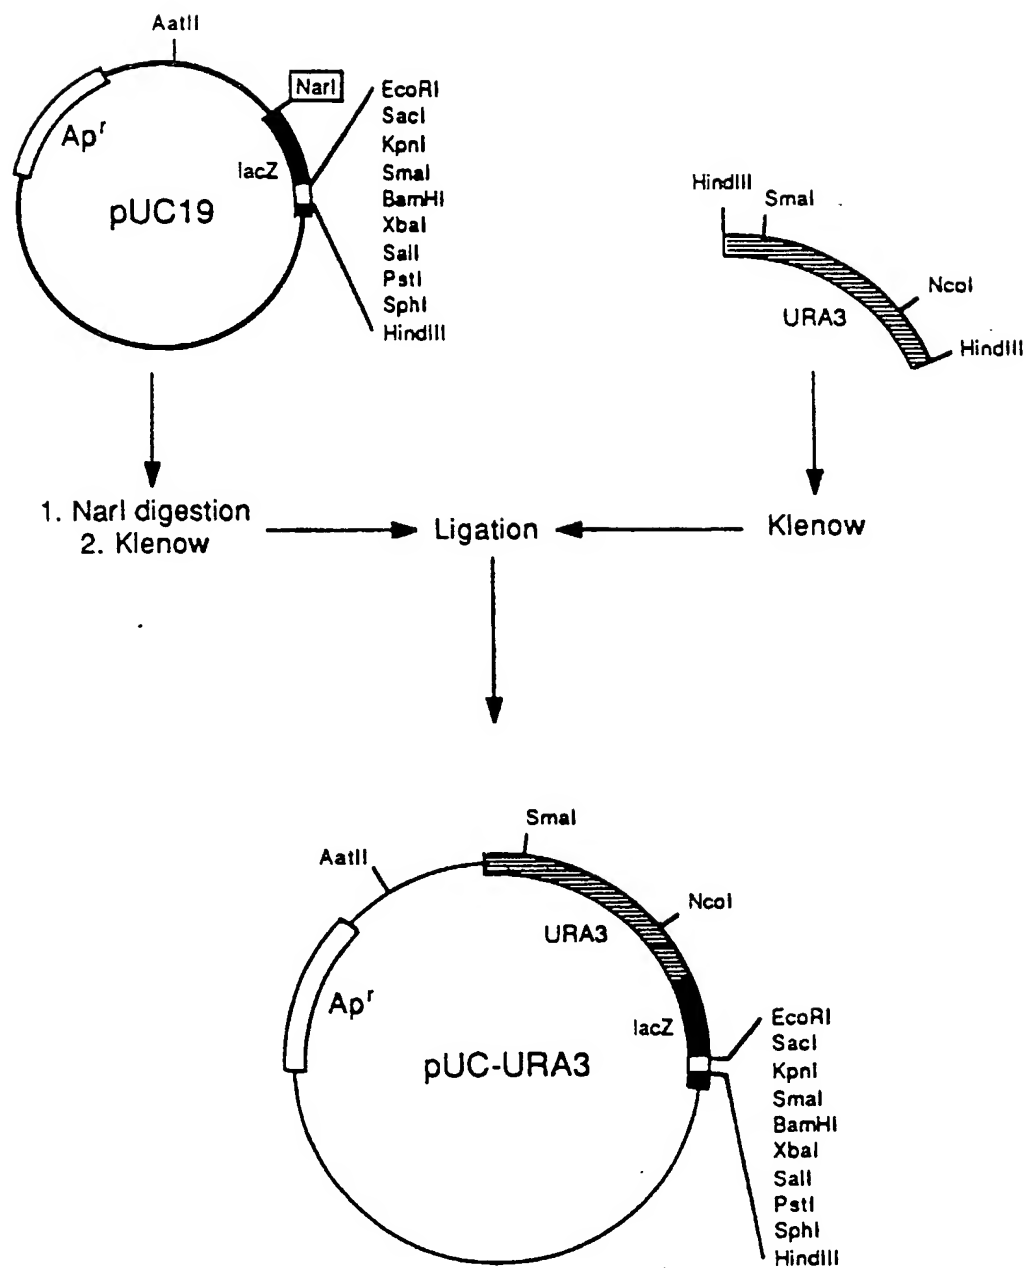 AatII
NarI
Apʳ
lacZ
pUC19
EcoRI
SacI
KpnI
SmaI
BamHI
XbaI
SalI
PstI
SphI
HindIII
HindIII
SmaI
NcoI
URA3
HindIII
1. NarI digestion
2. Klenow
Ligation
Klenow
SmaI
AatII
NcoI
URA3
Apʳ
lacZ
pUC-URA3
EcoRI
SacI
KpnI
SmaI
BamHI
XbaI
SalI
PstI
SphI
HindIII